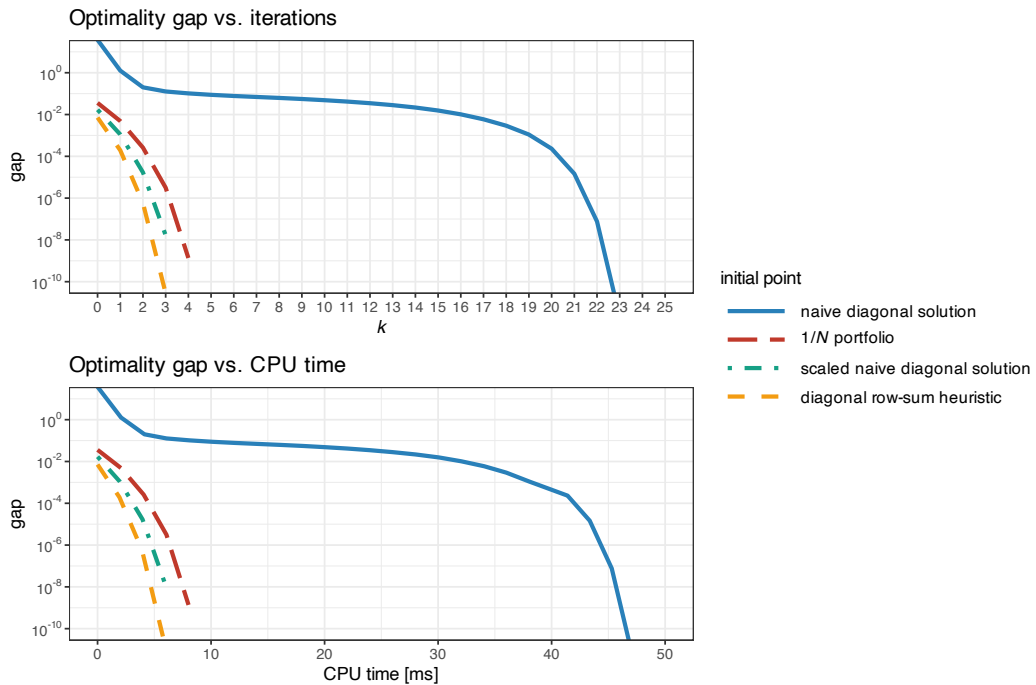 Optimality gap vs. iterations
gap
10^0
10^-2
10^-4
10^-6
10^-8
10^-10
0 1 2 3 4 5 6 7 8 9 10 11 12 13 14 15 16 17 18 19 20 21 22 23 24 25
k
Optimality gap vs. CPU time
gap
10^0
10^-2
10^-4
10^-6
10^-8
10^-10
0 10 20 30 40 50
CPU time [ms]
initial point
naive diagonal solution
1/N portfolio
scaled naive diagonal solution
diagonal row-sum heuristic